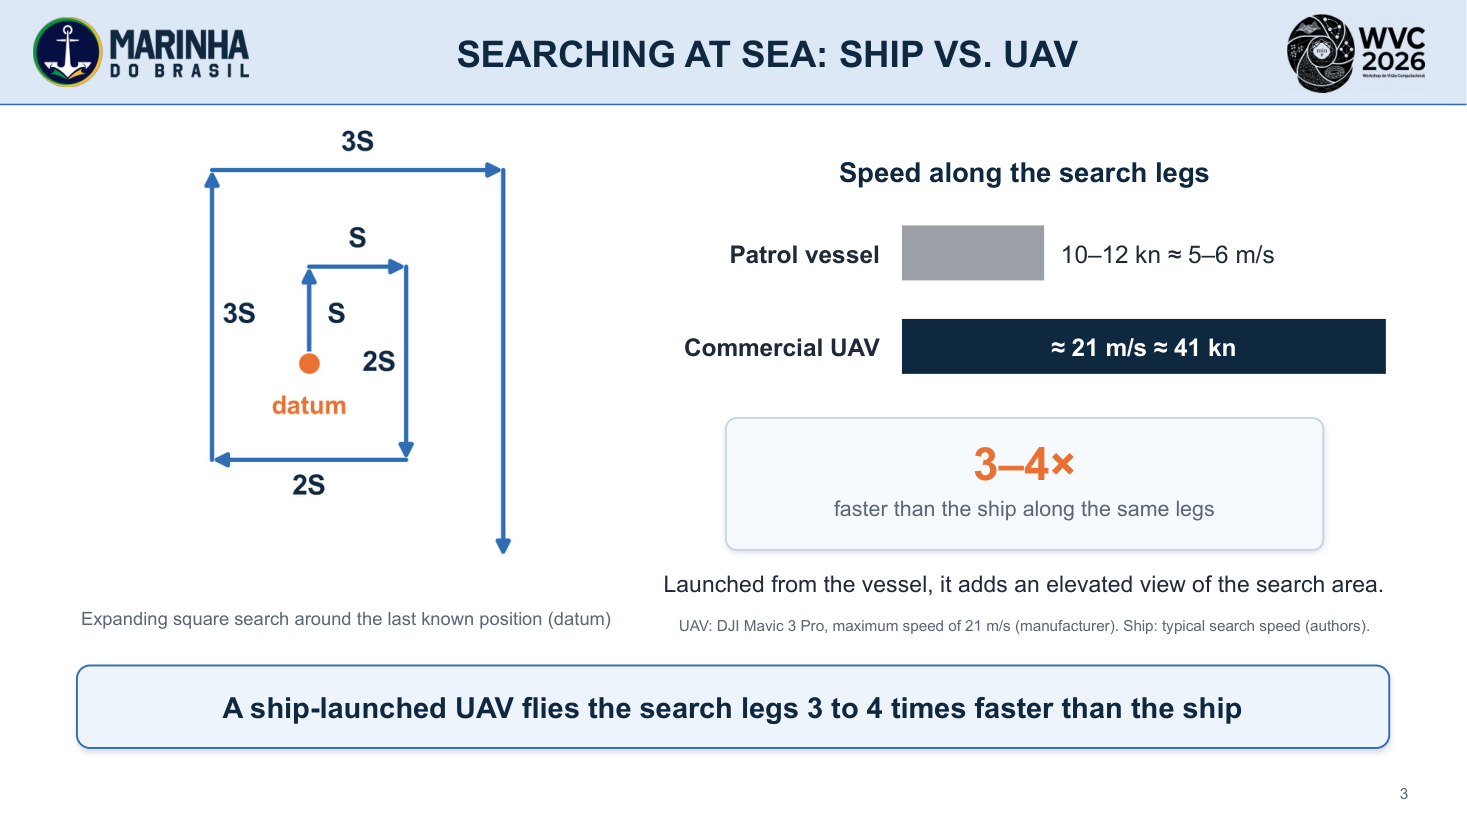 MARINHA
DO BRASIL
SEARCHING AT SEA: SHIP VS. UAV
WVC
2026
Workshop de Visão Computacional
3S
S
3S
S
2S
datum
2S
Expanding square search around the last known position (datum)
Speed along the search legs
Patrol vessel
10–12 kn ≈ 5–6 m/s
Commercial UAV
≈ 21 m/s ≈ 41 kn
3–4×
faster than the ship along the same legs
Launched from the vessel, it adds an elevated view of the search area.
UAV: DJI Mavic 3 Pro, maximum speed of 21 m/s (manufacturer). Ship: typical search speed (authors).
A ship-launched UAV flies the search legs 3 to 4 times faster than the ship
3